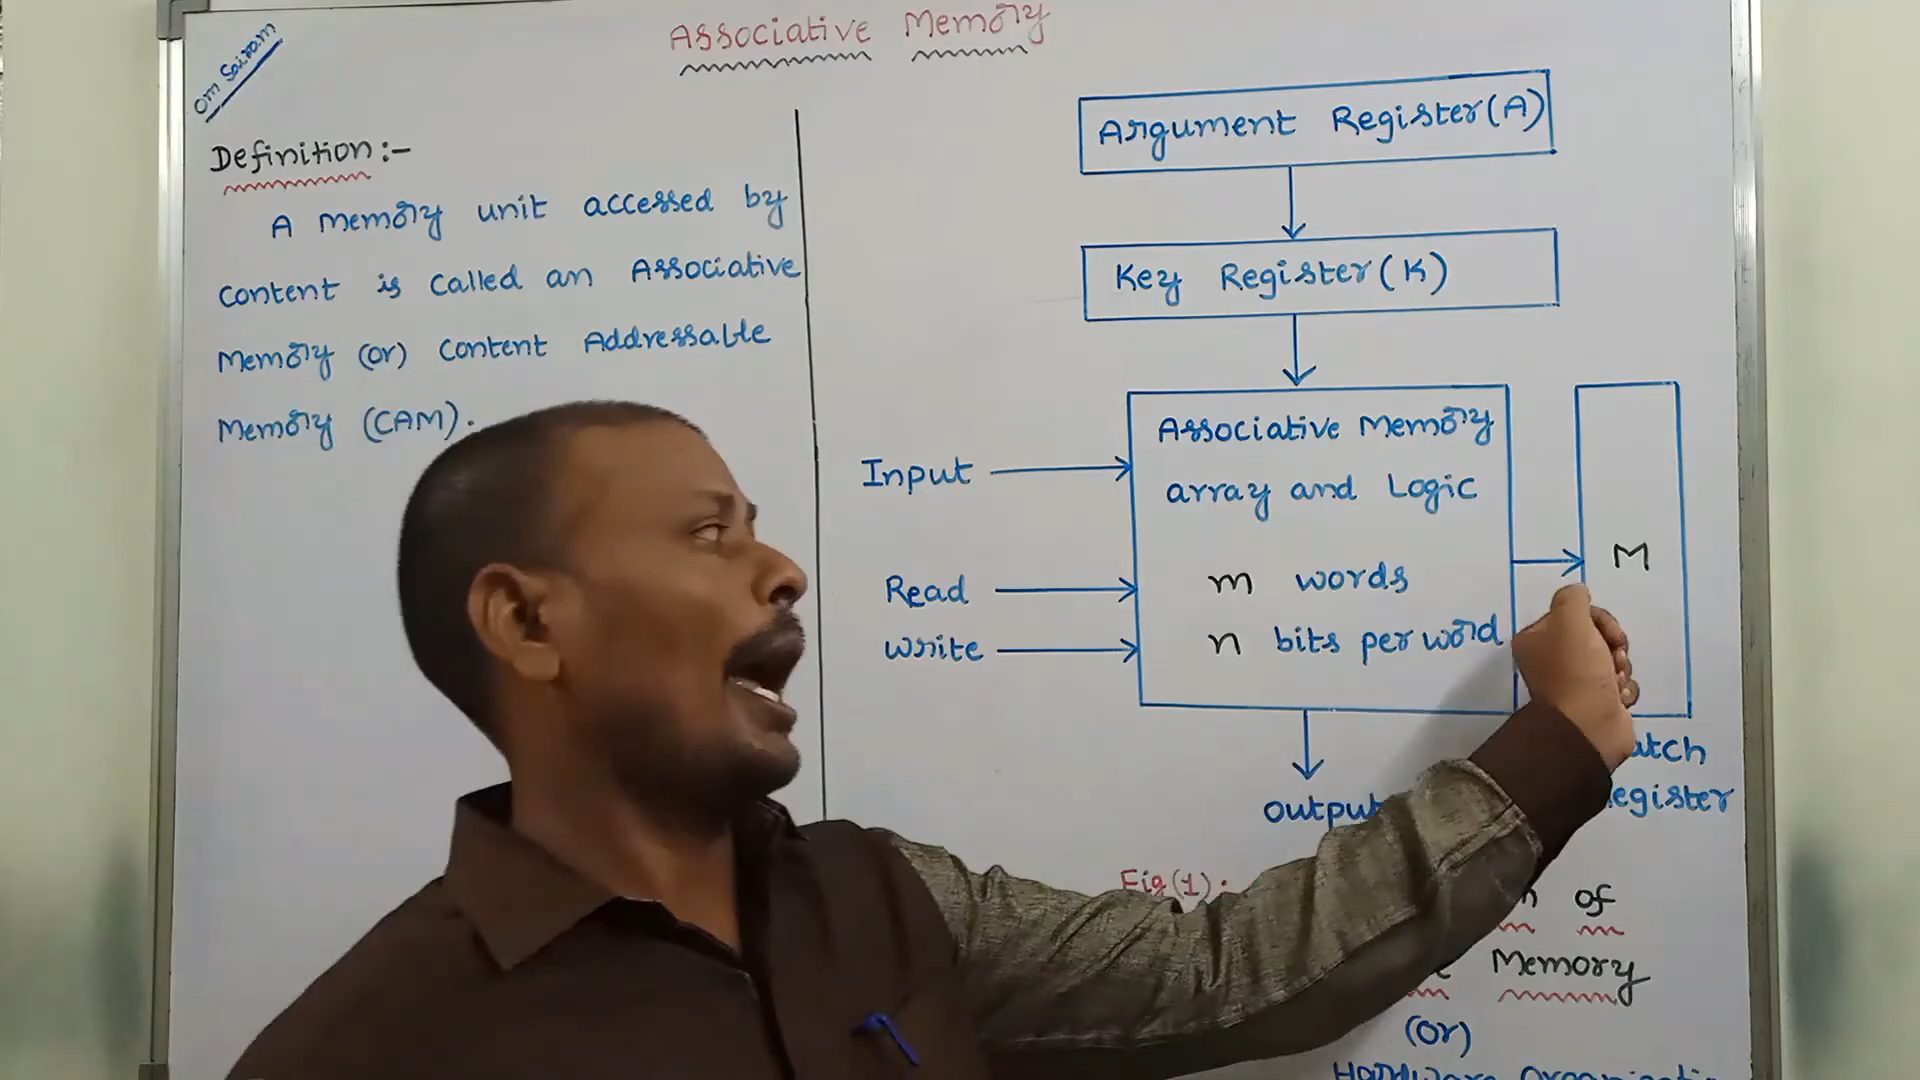 Om Sairam
Associative Memory
Definition:-
A Memory unit accessed by
content is called an Associative
Memory (or) Content Addressable
Memory (CAM).
Argument Register(A)
Key Register(K)
Associative Memory
array and Logic
m words
n bits per word
Input
Read
Write
M
output
Fig(1):
of
Memory
(or)